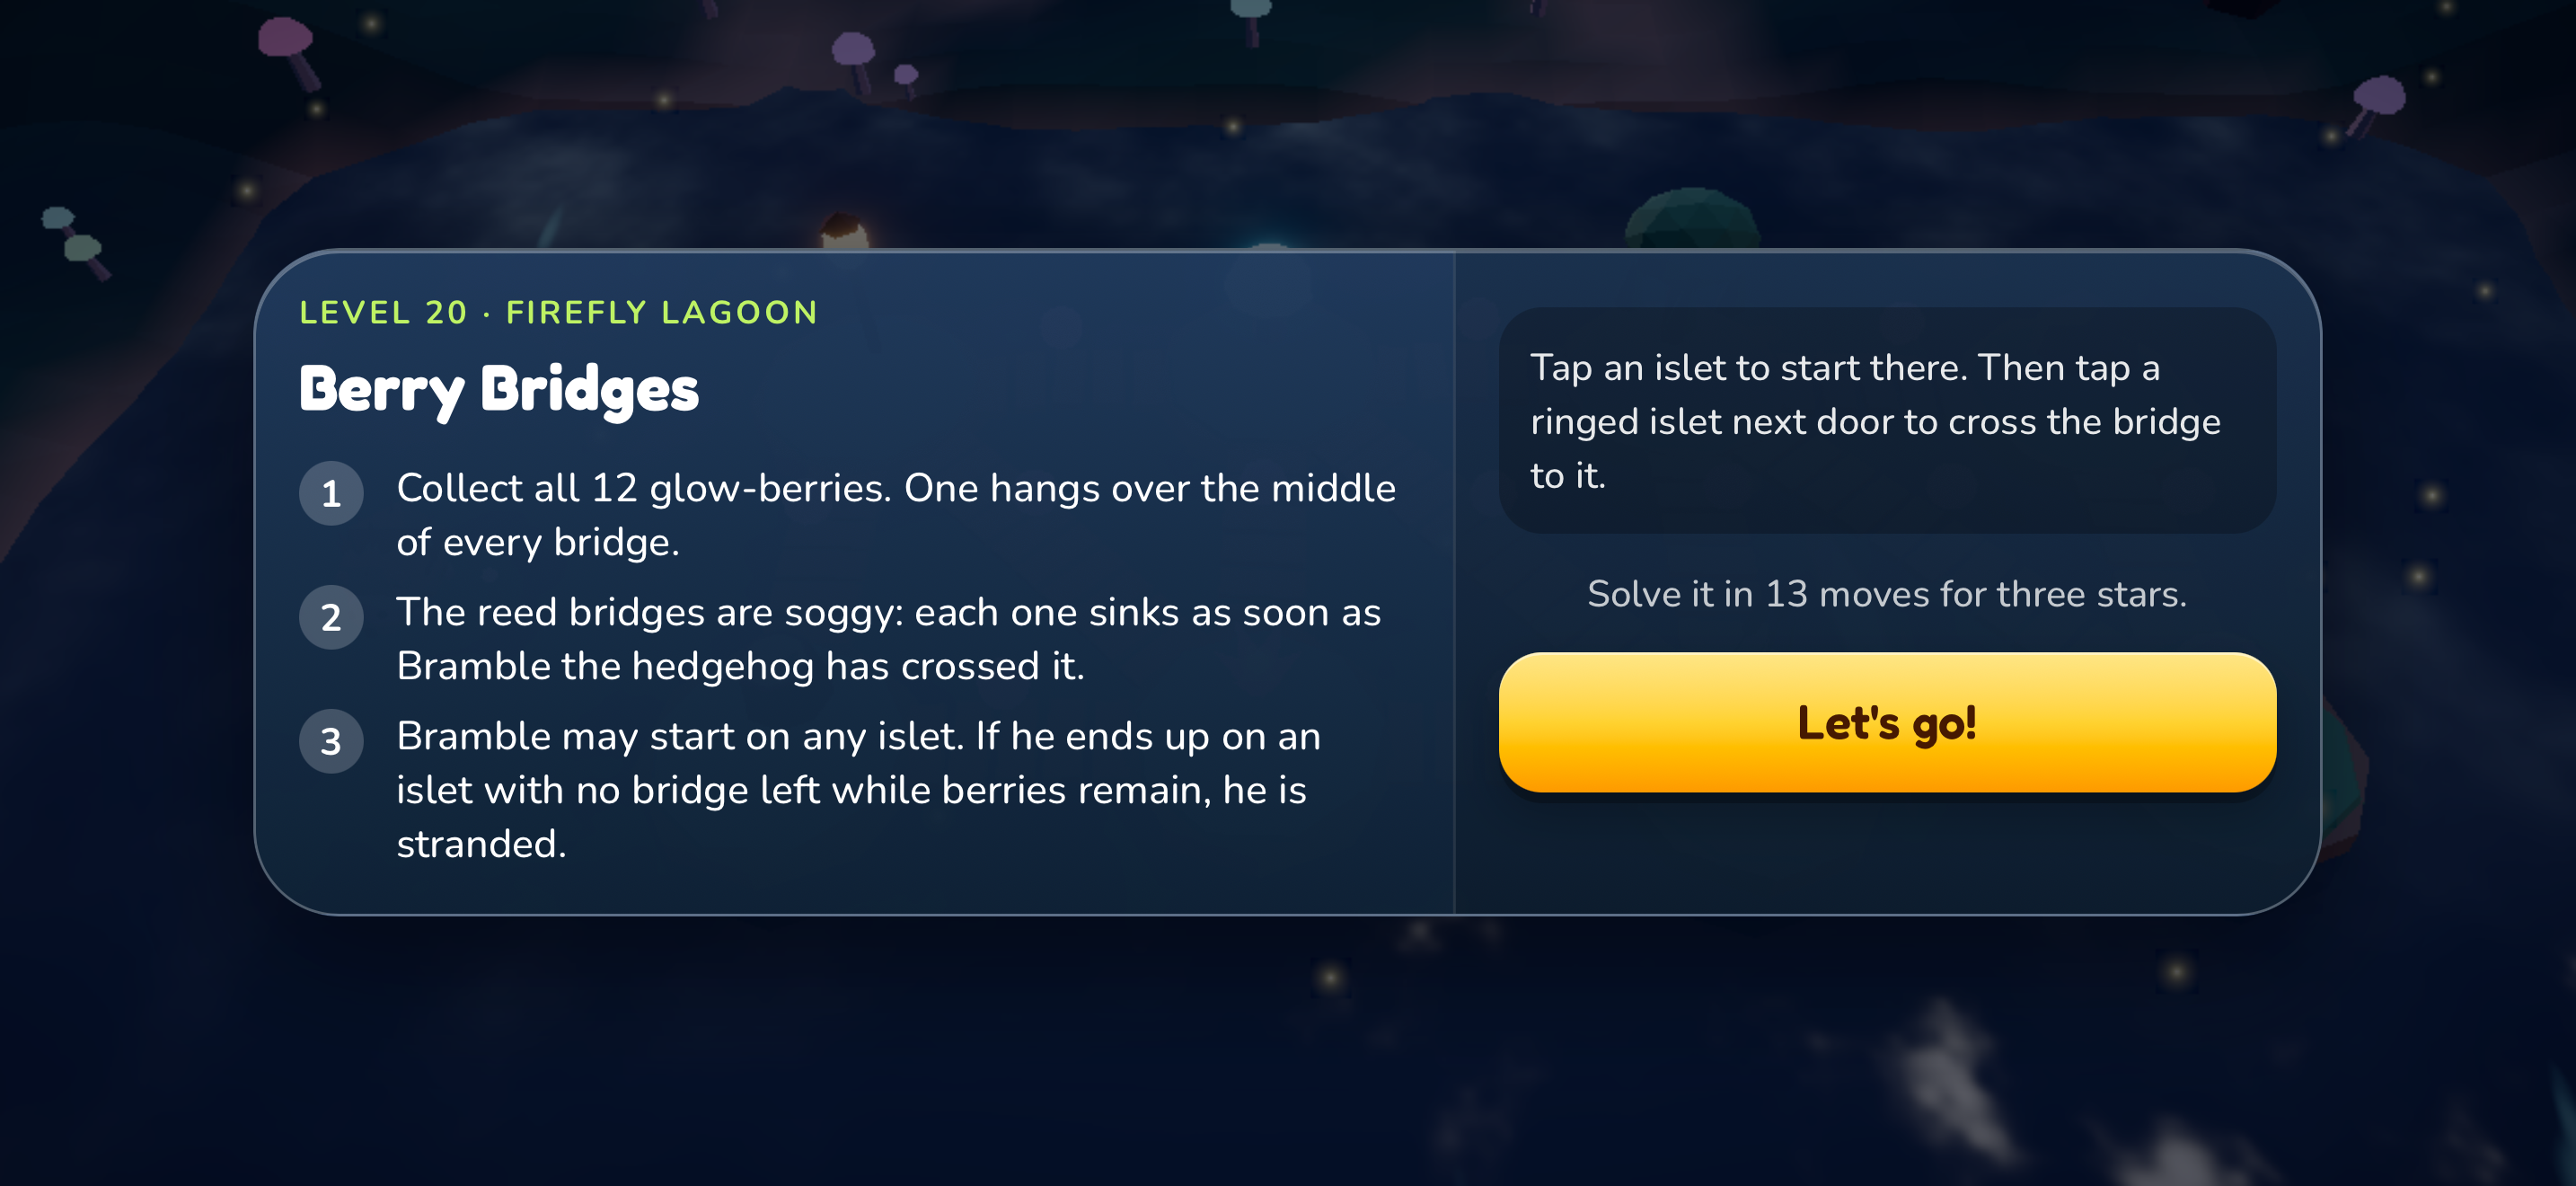 LEVEL 20 · FIREFLY LAGOON
Berry Bridges
1 Collect all 12 glow-berries. One hangs over the middle
of every bridge.
2 The reed bridges are soggy: each one sinks as soon as
Bramble the hedgehog has crossed it.
3 Bramble may start on any islet. If he ends up on an
islet with no bridge left while berries remain, he is
stranded.
Tap an islet to start there. Then tap a
ringed islet next door to cross the bridge
to it.
Solve it in 13 moves for three stars.
Let's go!